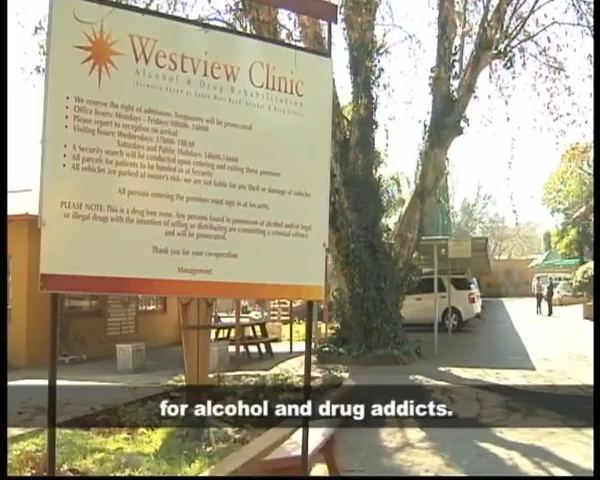 Westview Clinic
Alcohol & Drug Rehabilitation
• We reserve the right of admission. Trespassers will be prosecuted
• Office hours: Mondays - Fridays:
• Please report to reception on arrival
• Visiting hours: Wednesdays:
Saturdays and Public Holidays:
• A Security search will be conducted upon entering and exiting these premises
• All parcels for patients to be handed in at Security
• All vehicles are parked at owner's risk- we are not liable for any theft or damage of vehicles
All persons entering the premises must sign in at Security.
PLEASE NOTE: This is a drug free zone. Any persons found in possession of alcohol and/or legal
or illegal drugs with the intention of selling or distributing are committing a criminal offence
and will be prosecuted.
Thank you for your co-operation
Management
for alcohol and drug addicts.